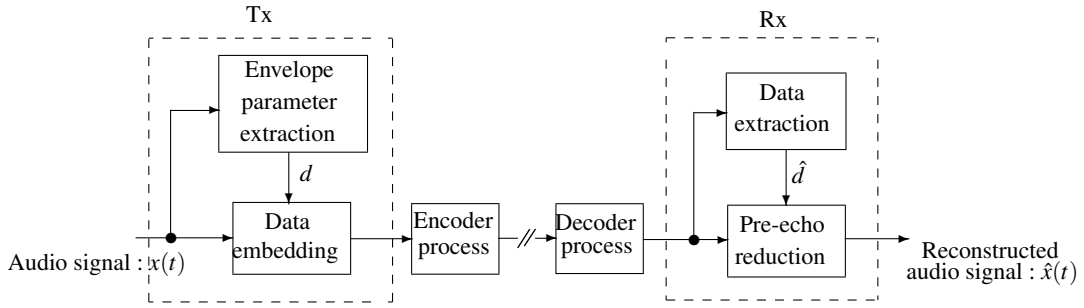 Tx
Rx
Envelope
parameter
extraction
Data
extraction
d
d̂
Data
embedding
Encoder
process
Decoder
process
Pre-echo
reduction
Audio signal : x(t)
Reconstructed
audio signal : x̂(t)